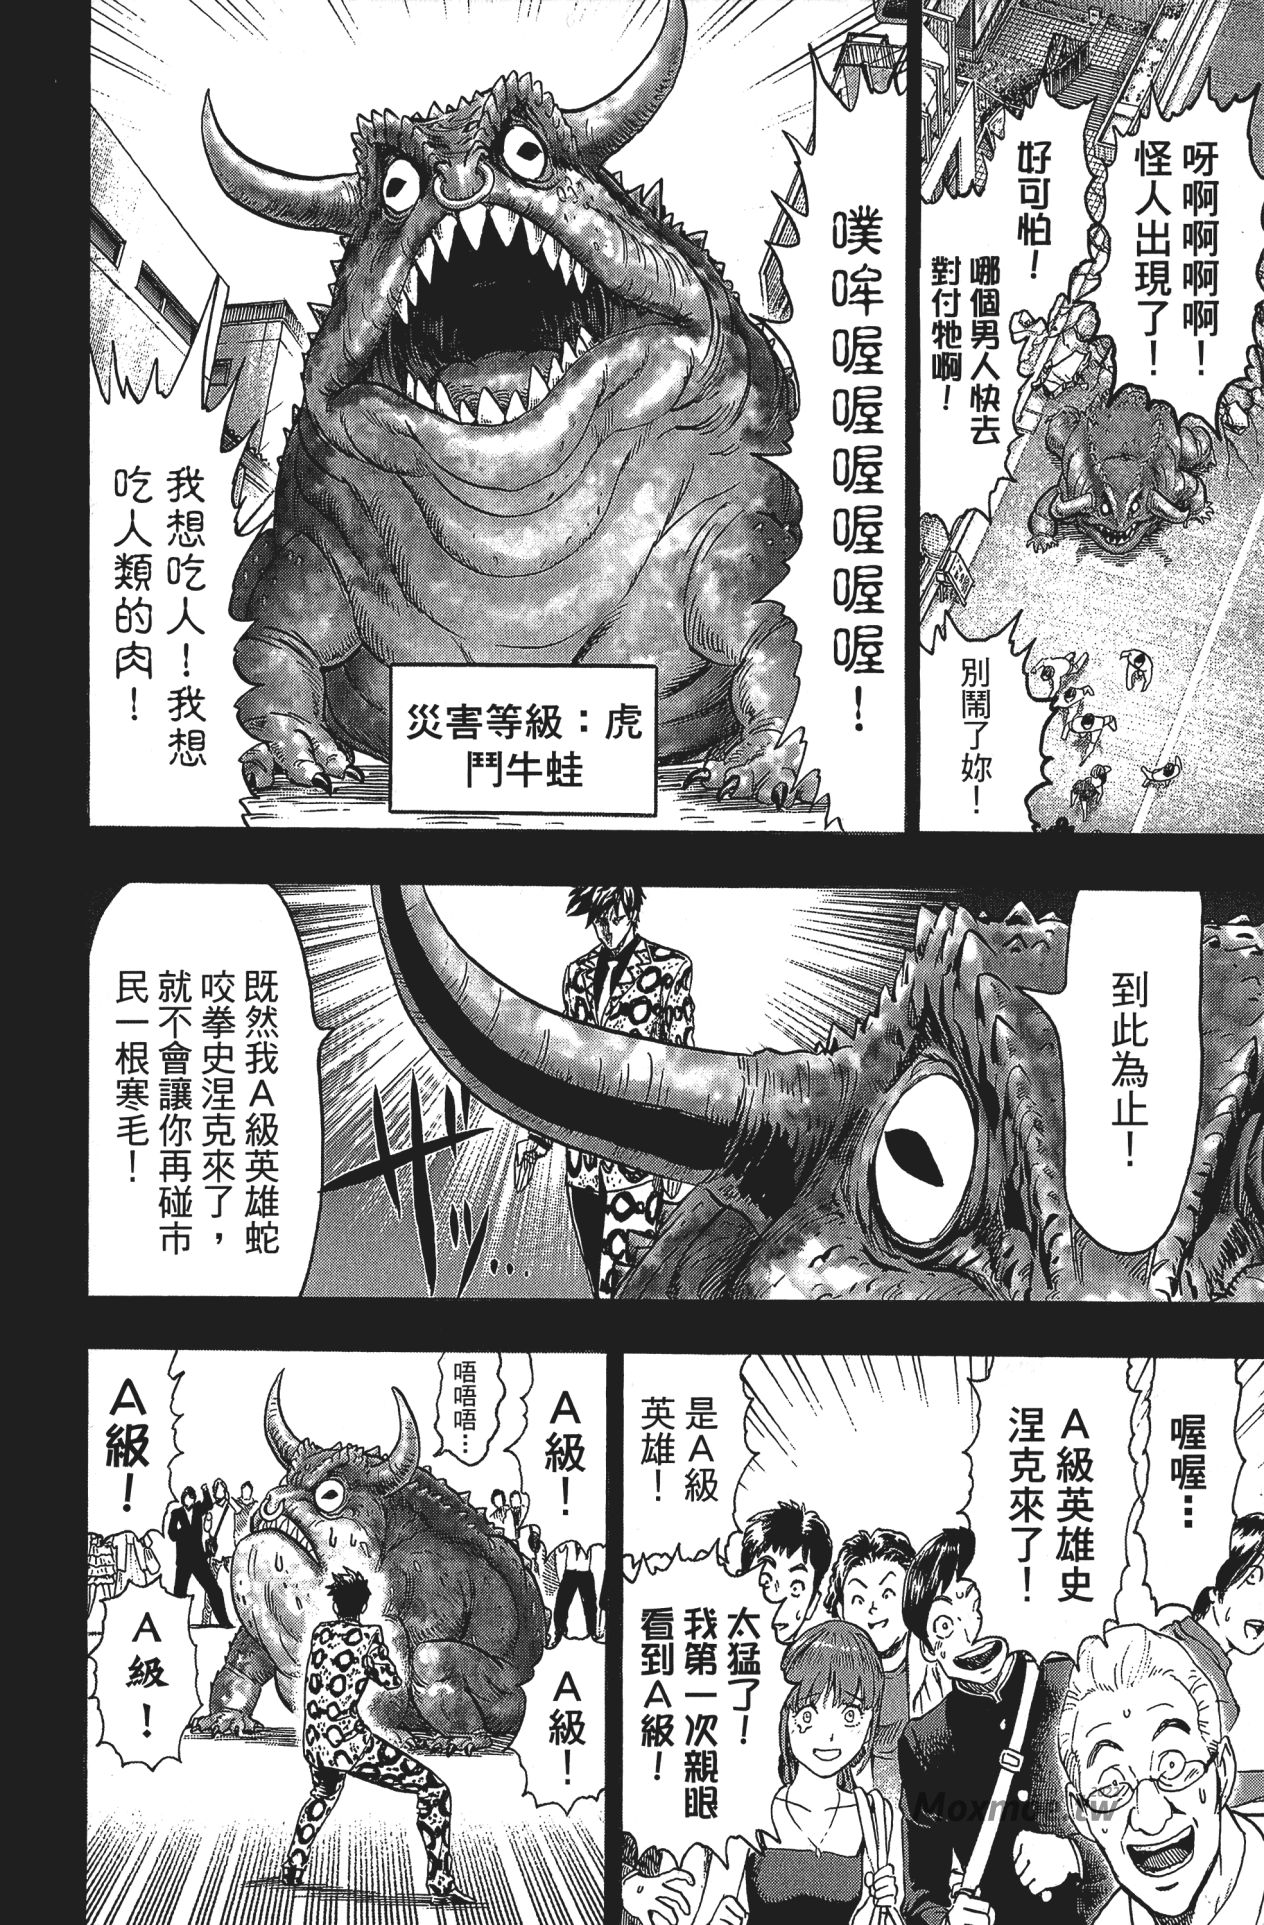 呀啊啊啊啊！
怪人出現了！
好可怕！
哪個男人快去
對付牠啊！
別鬧了妳！
噗哞喔喔喔喔喔喔！
災害等級：虎
鬥牛蛙
我想吃人！我想
吃人類的肉！
到此為止！
既然我A級英雄蛇
咬拳史涅克來了，
就不會讓你再碰市
民一根寒毛！
喔喔…
A級英雄史
涅克來了！
是A級
英雄！
太猛了！
我第一次親眼
看到A級！
A級！
唔唔唔…
A級！
A級！
A級！